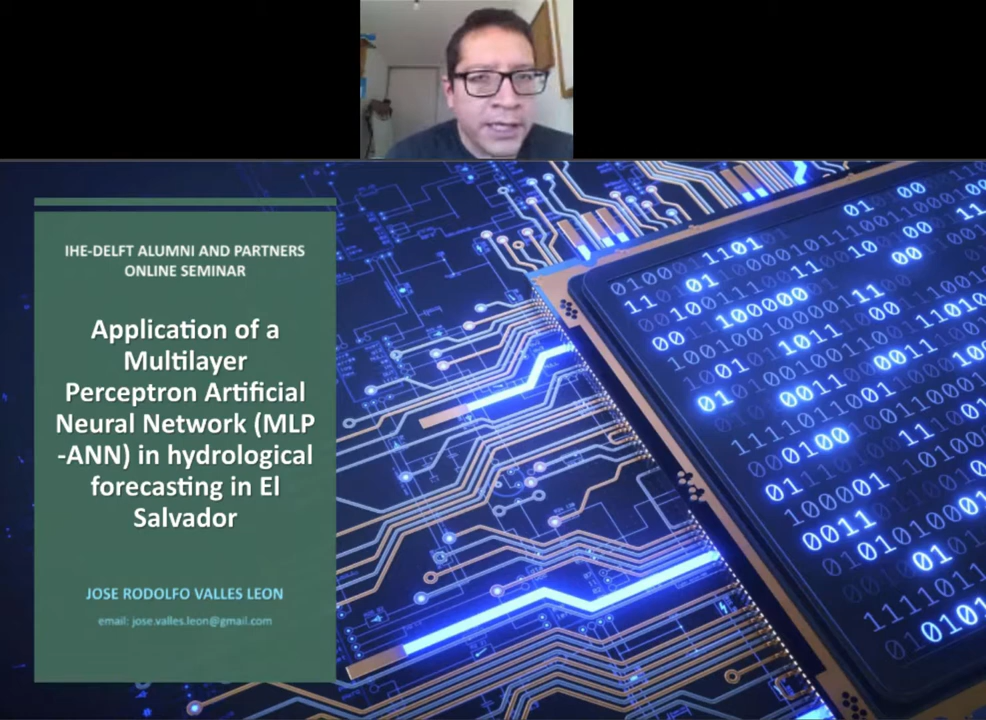 IHE-DELFT ALUMNI AND PARTNERS
ONLINE SEMINAR
Application of a
Multilayer
Perceptron Artificial
Neural Network (MLP
-ANN) in hydrological
forecasting in El
Salvador
JOSE RODOLFO VALLES LEON
email: jose.valles.leon@gmail.com